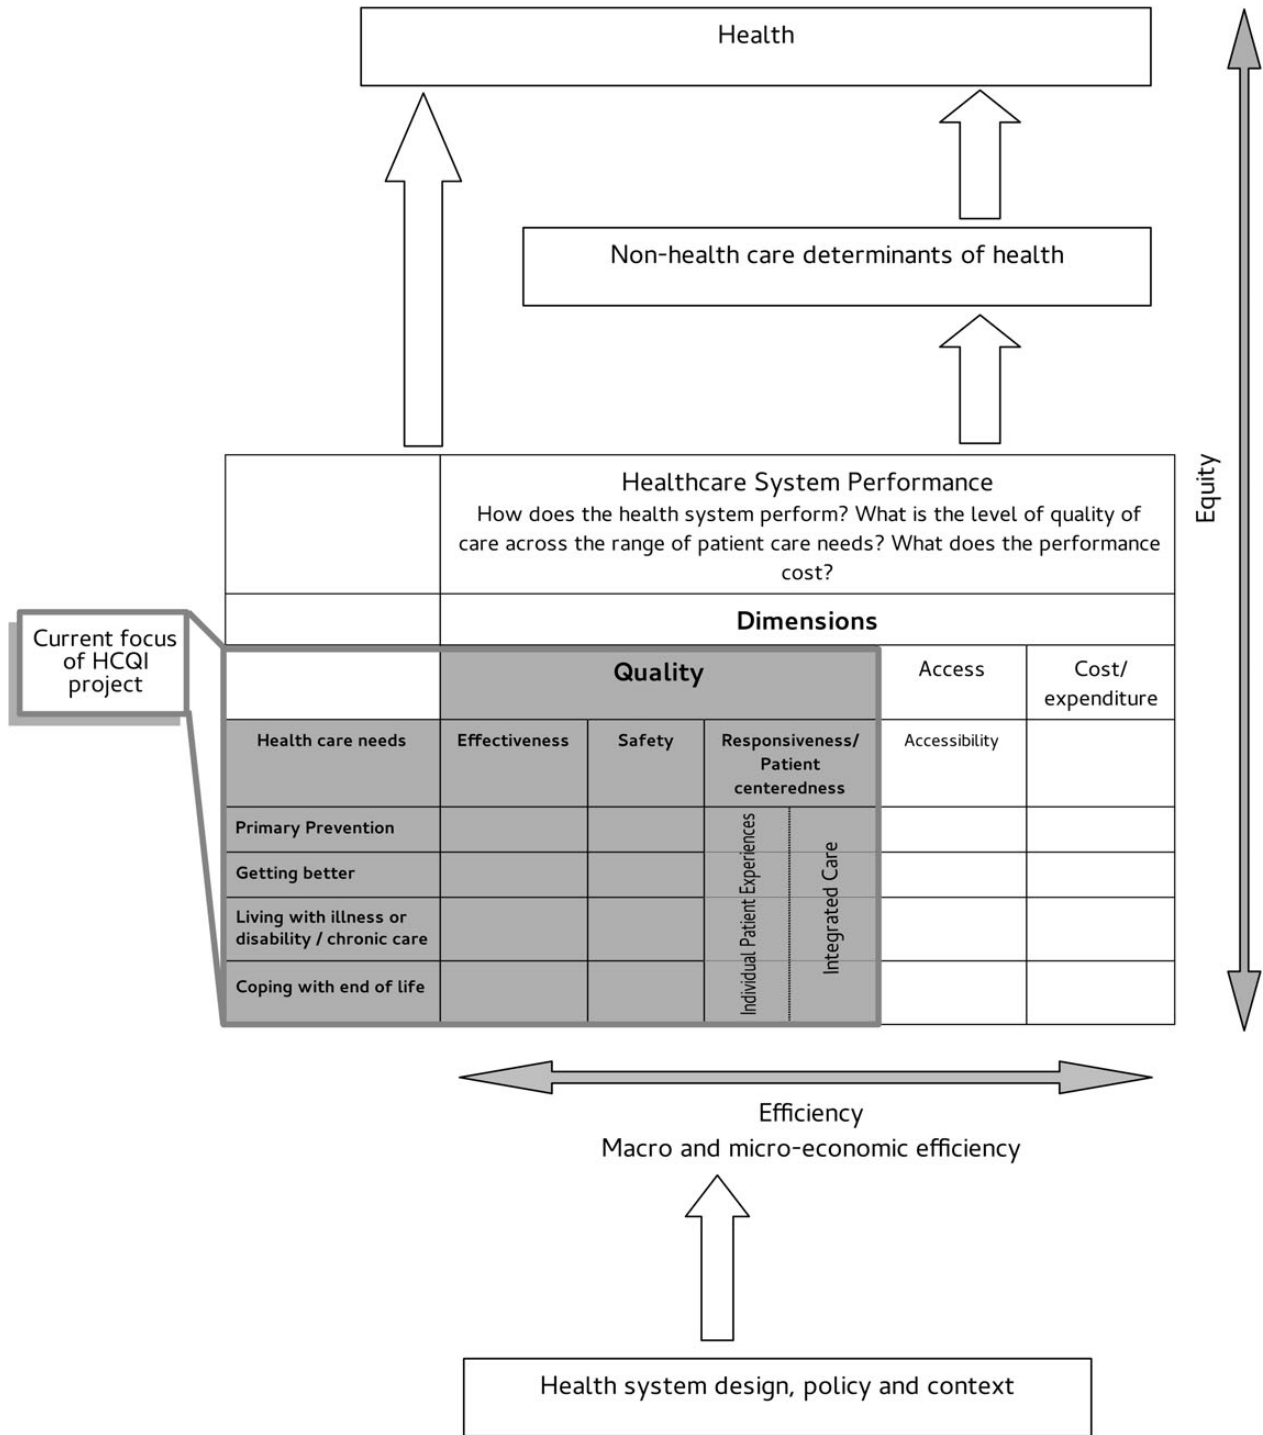 Health
Non-health care determinants of health
Equity
Healthcare System Performance
How does the health system perform? What is the level of quality of
care across the range of patient care needs? What does the performance
cost?
Dimensions
Current focus
of HCQI
project
Quality
Access
Cost/
expenditure
Health care needs
Effectiveness
Safety
Responsiveness/
Patient
centeredness
Accessibility
Primary Prevention
Getting better
Living with illness or
disability / chronic care
Coping with end of life
Individual Patient Experiences
Integrated Care
Efficiency
Macro and micro-economic efficiency
Health system design, policy and context